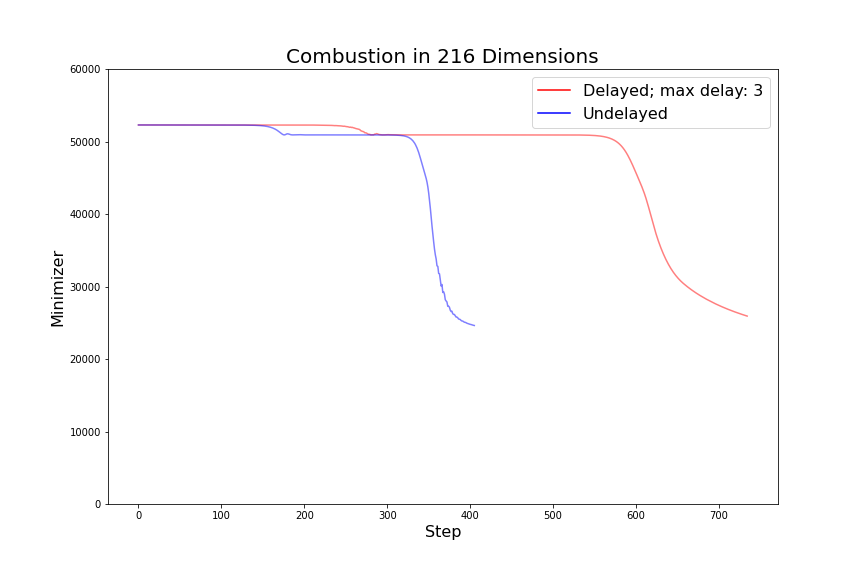 Combustion in 216 Dimensions
Delayed; max delay: 3
Undelayed
Minimizer
60000
50000
40000
30000
20000
10000
0
0 100 200 300 400 500 600 700
Step